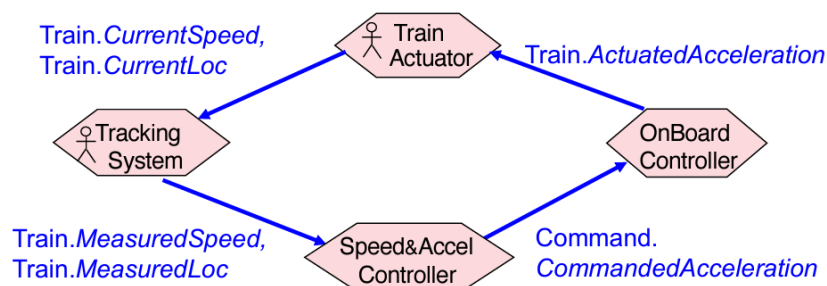 Train.CurrentSpeed,
Train.CurrentLoc
Train
Actuator
Train.ActuatedAcceleration
Tracking
System
OnBoard
Controller
Train.MeasuredSpeed,
Train.MeasuredLoc
Speed&Accel
Controller
Command.
CommandedAcceleration